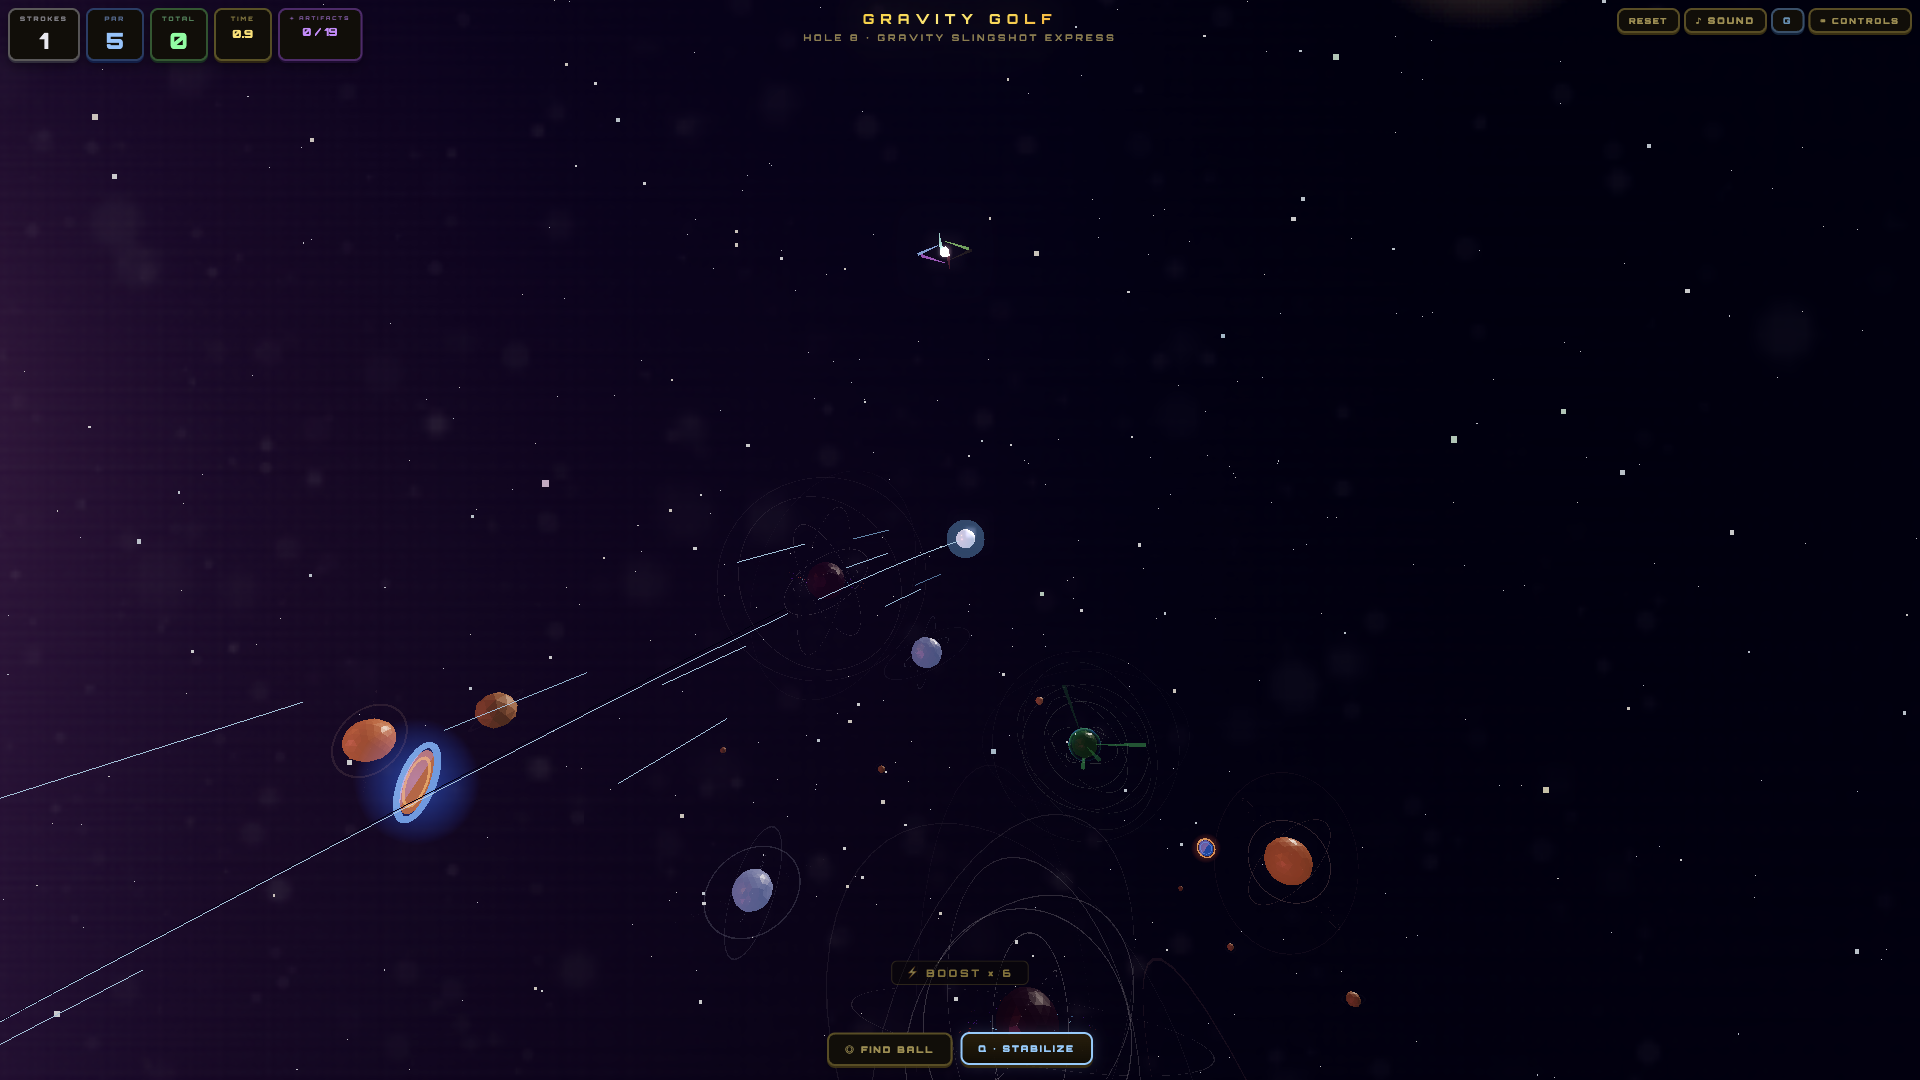 STROKES
1
PAR
5
TOTAL
0
TIME
0.9
ARTIFACTS
0 / 19
GRAVITY GOLF
HOLE 8 · GRAVITY SLINGSHOT EXPRESS
RESET
♪ SOUND
G
CONTROLS
⚡ BOOST × 6
FIND BALL
Q · STABILIZE